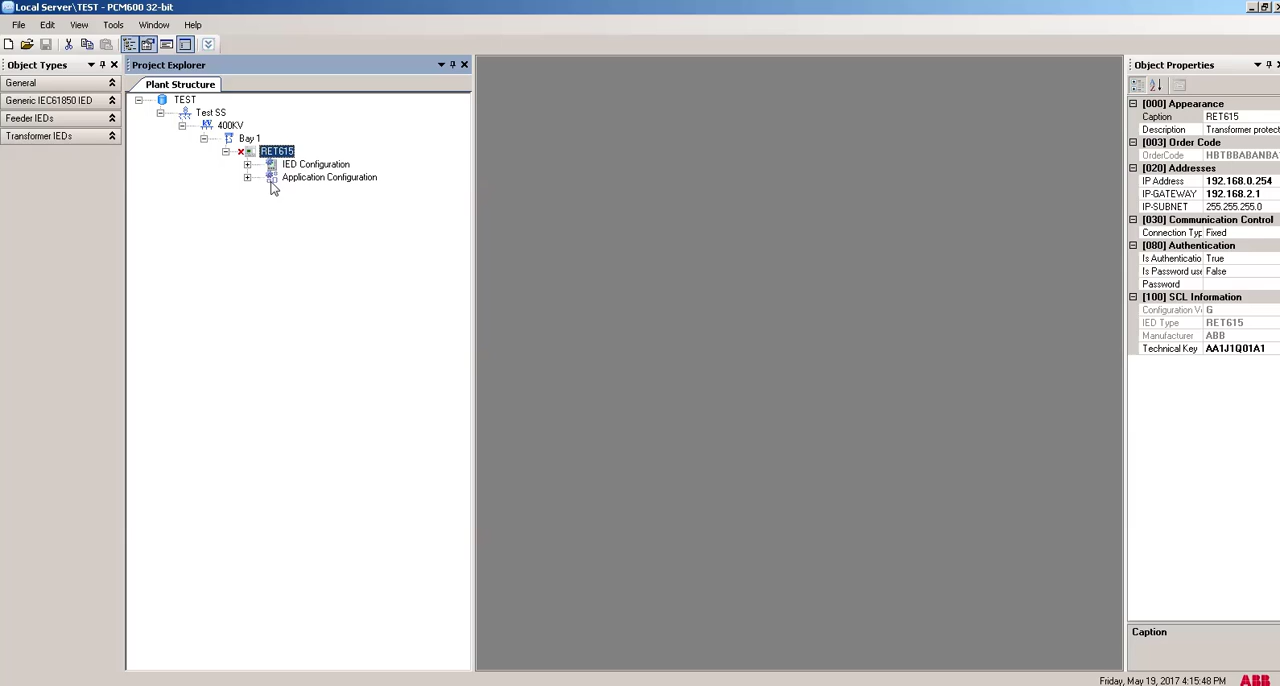 Local Server\TEST - PCM600 32-bit
File Edit View Tools Window Help
Object Types
General
Generic IEC61850 IED
Feeder IEDs
Transformer IEDs
Project Explorer
Plant Structure
TEST
Test SS
400KV
Bay 1
RET615
IED Configuration
Application Configuration
Object Properties
[000] Appearance
Caption RET615
Description Transformer protect
[003] Order Code
OrderCode HBTBBABANBA
[020] Addresses
IP Address 192.168.0.254
IP-GATEWAY 192.168.2.1
IP-SUBNET 255.255.255.0
[030] Communication Control
Connection Typ Fixed
[080] Authentication
Is Authenticatio True
Is Password use False
Password
[100] SCL Information
Configuration V G
IED Type RET615
Manufacturer ABB
Technical Key AA1J1Q01A1
Caption
Friday, May 19, 2017 4:15:48 PM ABB